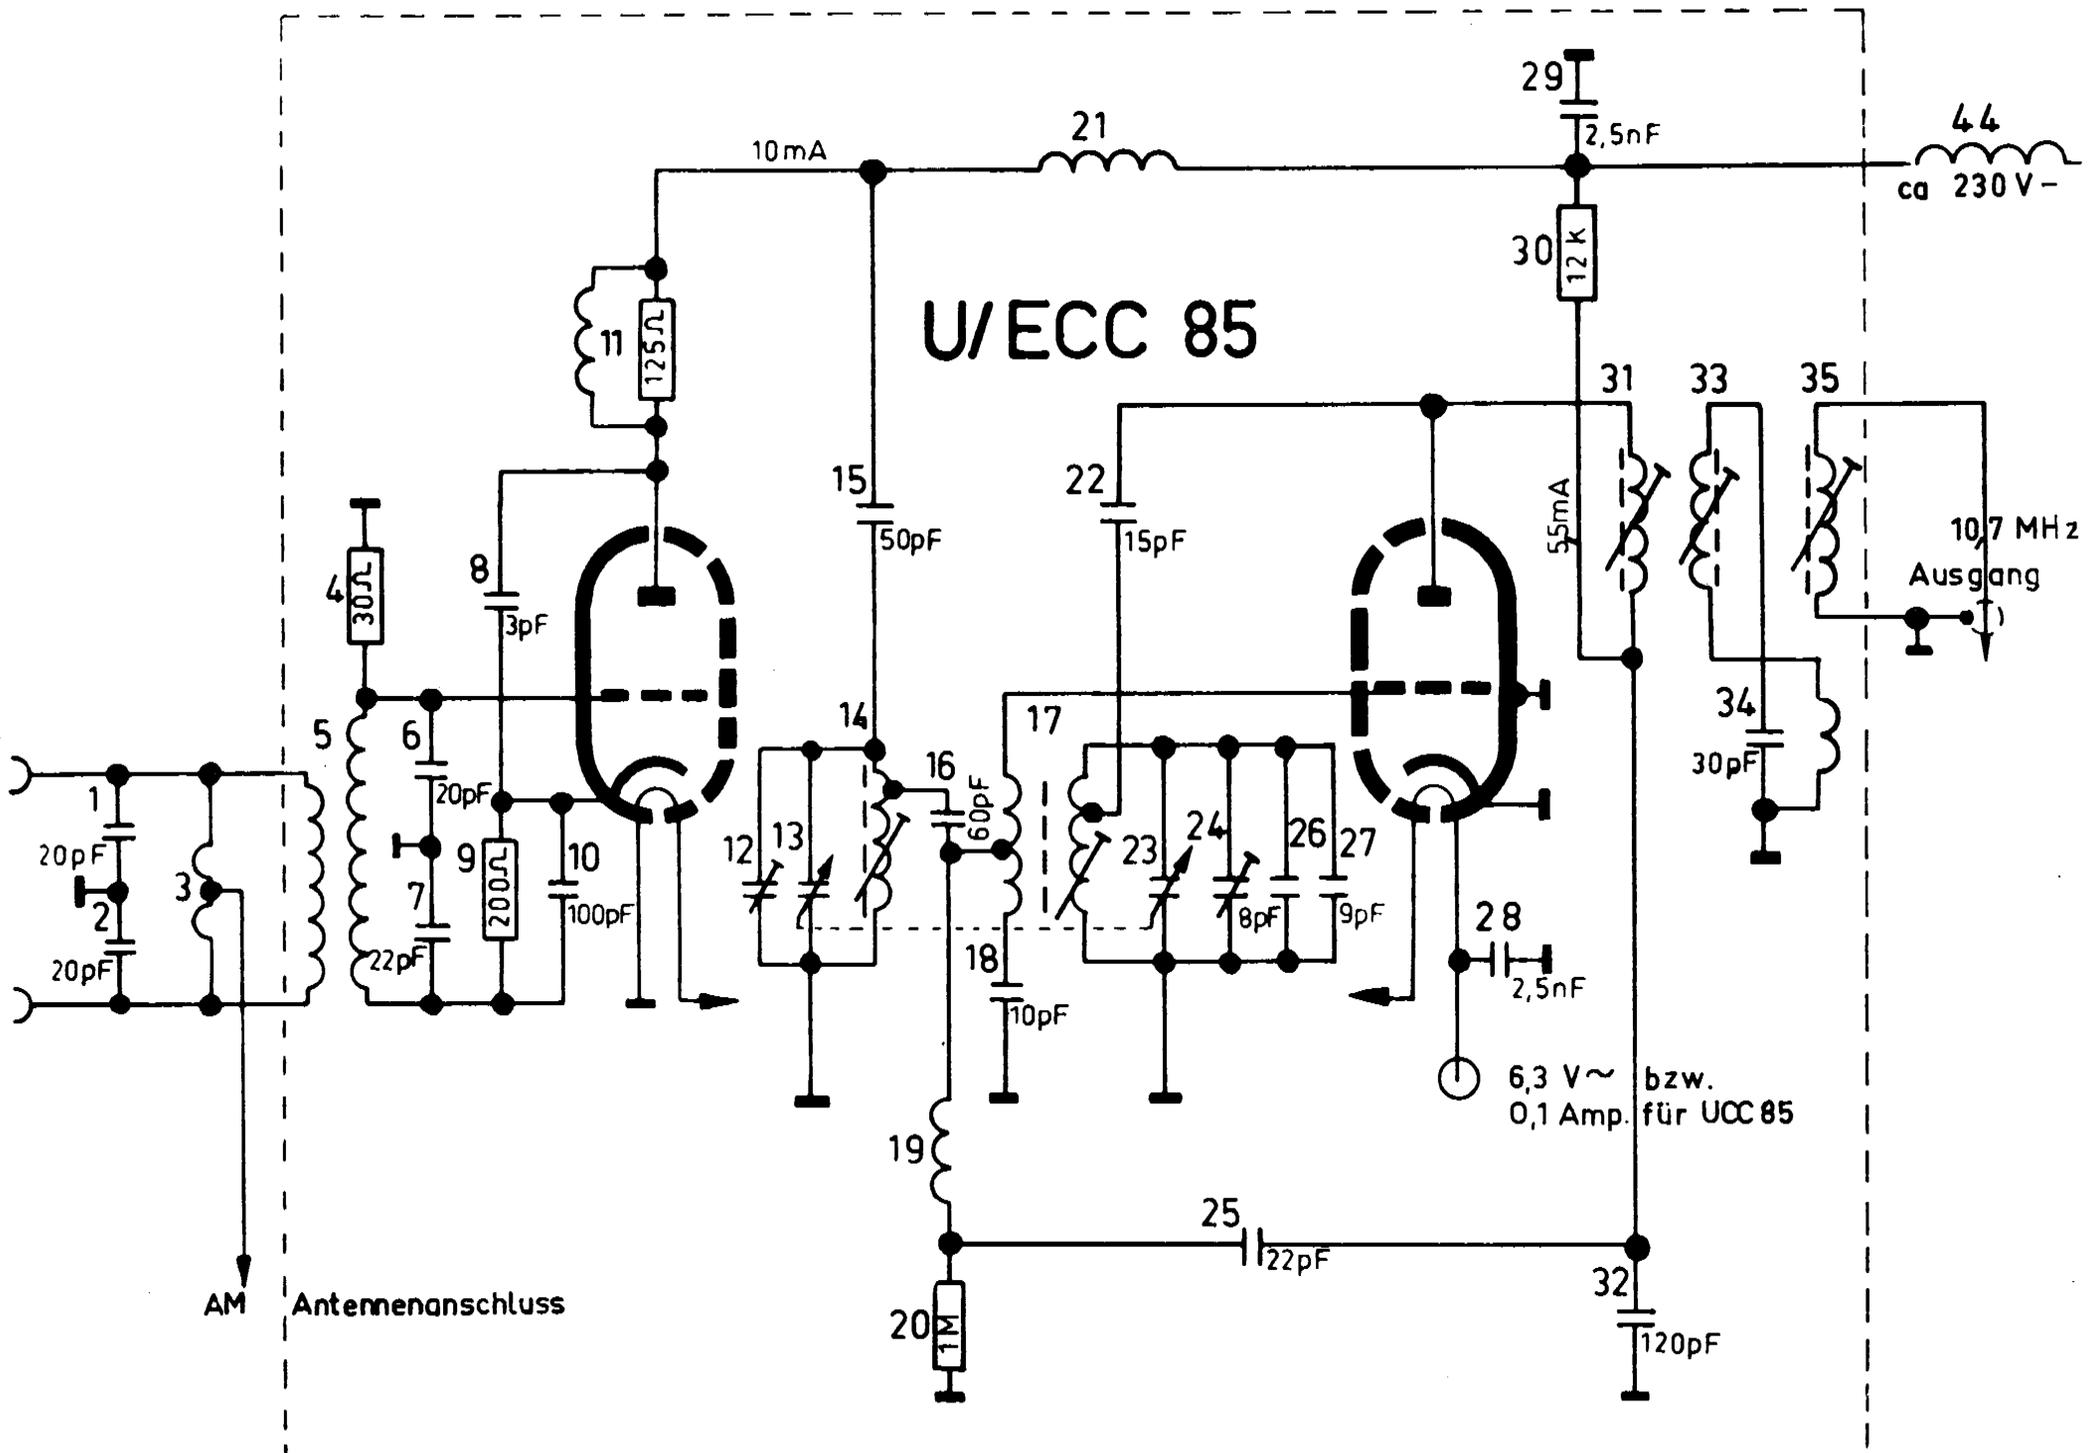 29
2,5nF
44
21
10mA
ca 230 V-
30
12 k
U/ECC 85
11
125Ω
31
33
35
15
50pF
22
15pF
55mA
10,7 MHz
Ausgang
4
30Ω
8
3pF
5
6
20pF
14
16
60pF
17
34
30pF
1
20pF
3
2
20pF
7
22pF
9
200Ω
10
100pF
12
13
23
24
8pF
26
27
9pF
18
10pF
28
2,5nF
6,3 V~ bzw.
0,1 Amp. für UCC 85
19
25
22pF
32
120pF
20
1M
AM Antennenanschluss